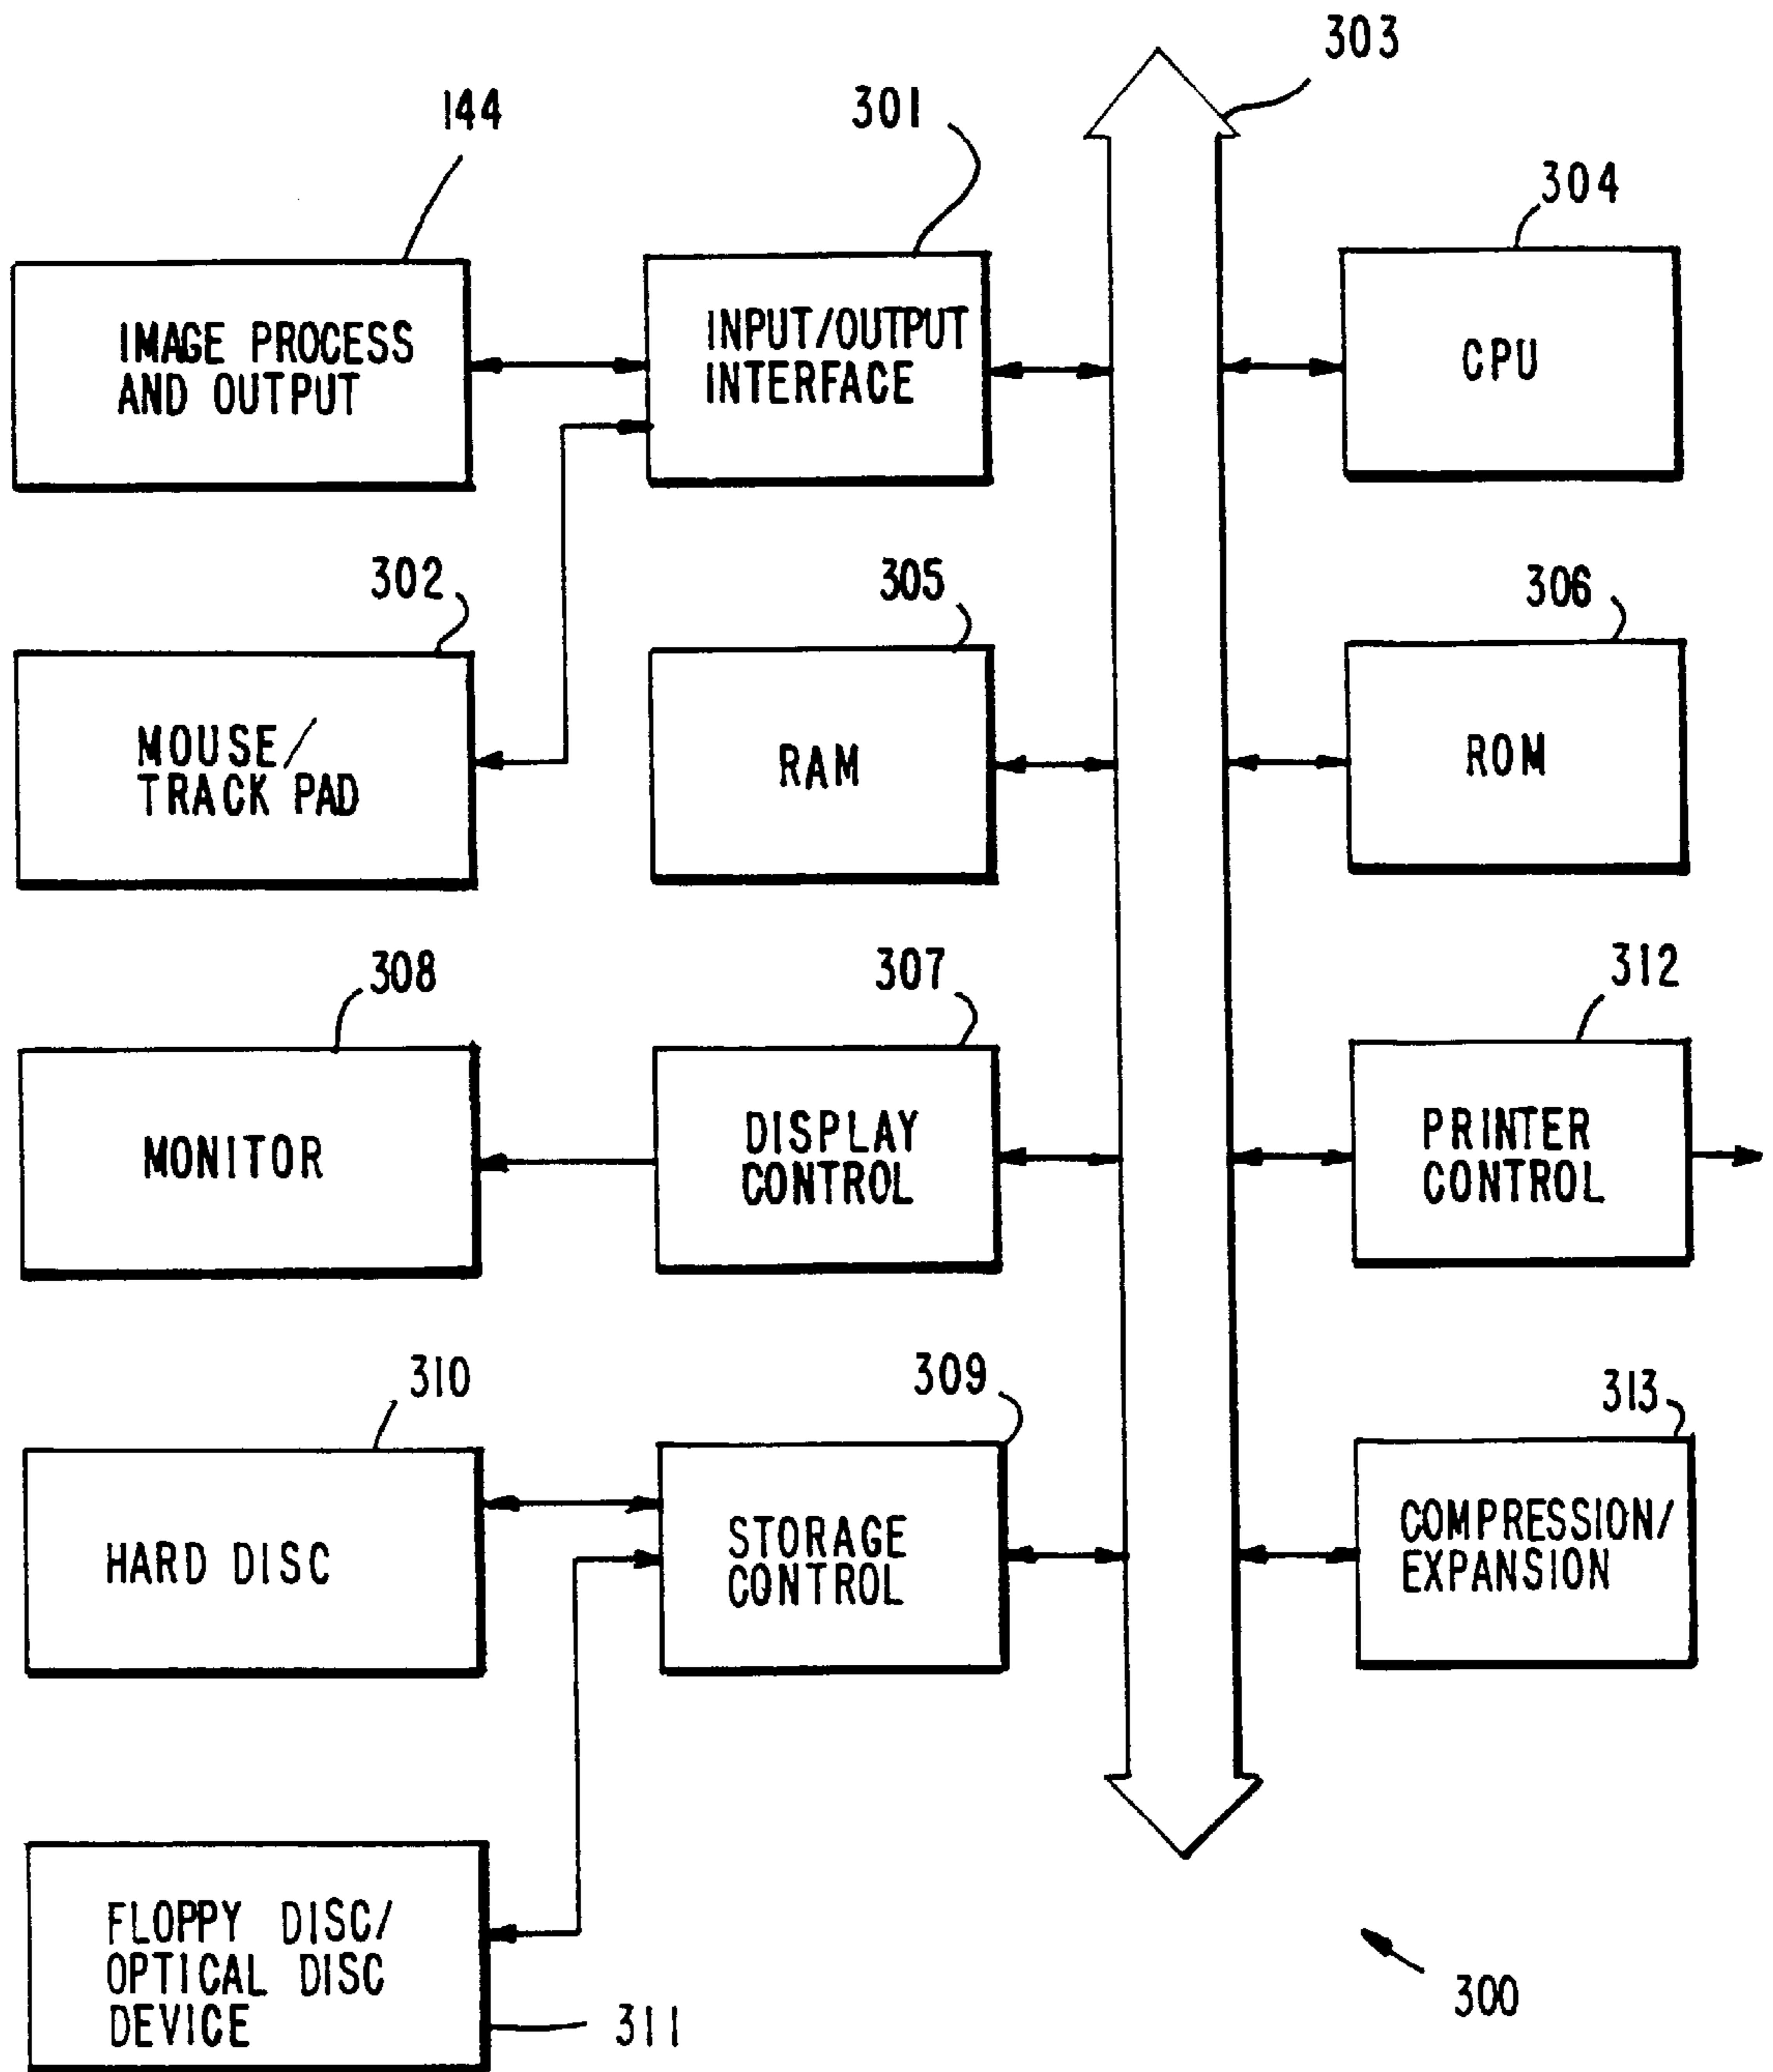 303
144
301
304
IMAGE PROCESS
AND OUTPUT
INPUT/OUTPUT
INTERFACE
CPU
302
305
306
MOUSE/
TRACK PAD
RAM
ROM
308
307
312
MONITOR
DISPLAY
CONTROL
PRINTER
CONTROL
310
309
313
HARD DISC
STORAGE
CONTROL
COMPRESSION/
EXPANSION
FLOPPY DISC/
OPTICAL DISC
DEVICE
311
300